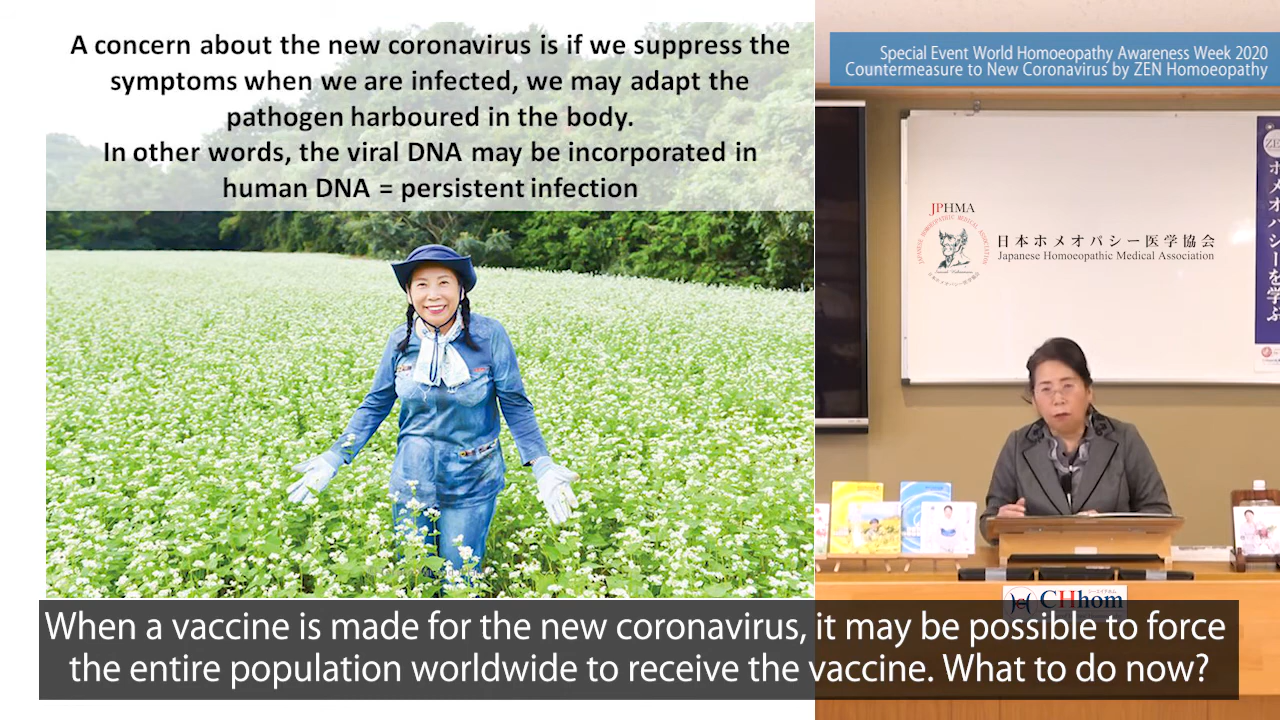 A concern about the new coronavirus is if we suppress the
symptoms when we are infected, we may adapt the
pathogen harboured in the body.
In other words, the viral DNA may be incorporated in
human DNA = persistent infection
Special Event World Homoeopathy Awareness Week 2020
Countermeasure to New Coronavirus by ZEN Homoeopathy
JPHMA
JAPANESE HOMOEOPATHIC MEDICAL ASSOCIATION
日本ホメオパシー医学協会
Japanese Homoeopathic Medical Association
ZEN
ホメオパシーを学ぶ
CHhom
When a vaccine is made for the new coronavirus, it may be possible to force
the entire population worldwide to receive the vaccine. What to do now?